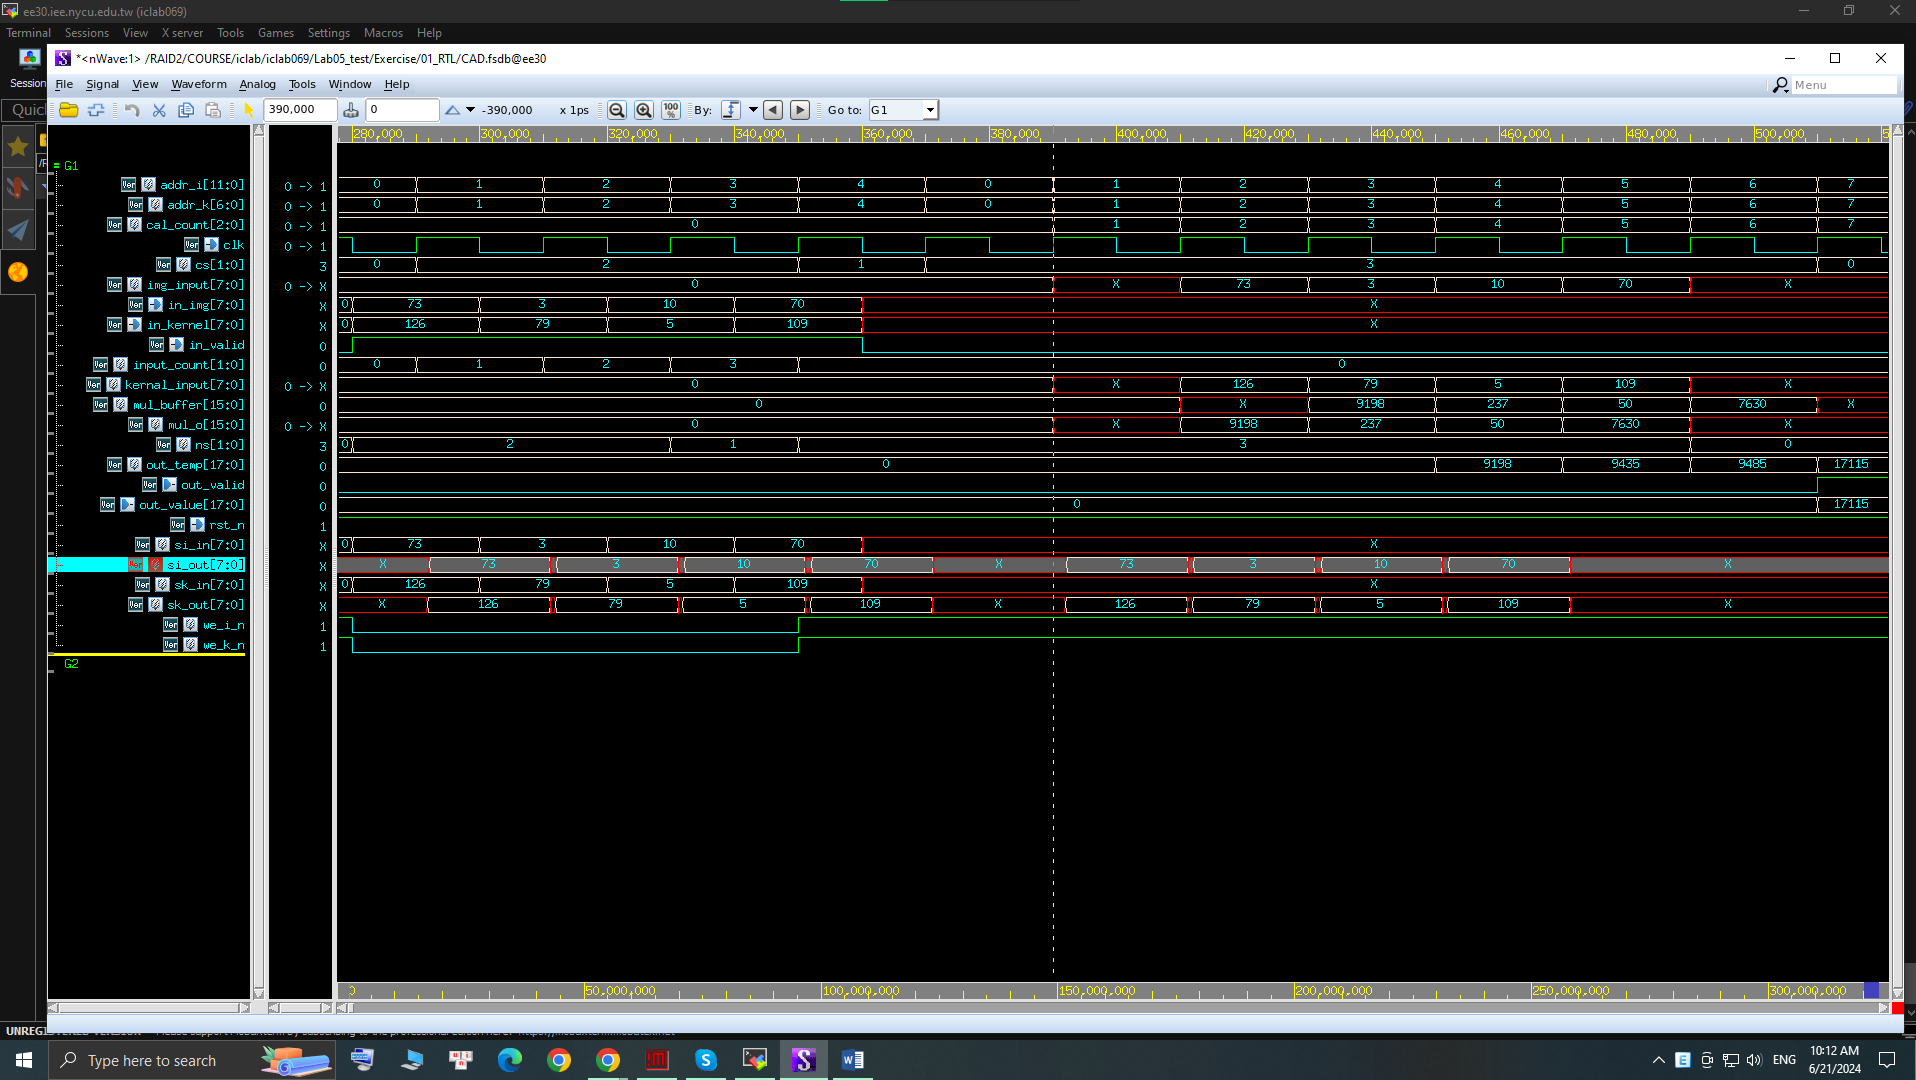 ee30.iee.nycu.edu.tw (iclab069)
Terminal Sessions View X server Tools Games Settings Macros Help
*<nWave:1> /RAID2/COURSE/iclab/iclab069/Lab05_test/Exercise/01_RTL/CAD.fsdb@ee30
Session
File Signal View Waveform Analog Tools Window Help
Menu
Quic
390,000 0 -390,000 x 1ps 100 % By: Go to: G1
280,000 300,000 320,000 340,000 360,000 380,000 400,000 420,000 440,000 460,000 480,000 500,000 5
G1
addr_i[11:0] 0 -> 1 0 1 2 3 4 0 1 2 3 4 5 6 7
addr_k[6:0] 0 -> 1 0 1 2 3 4 0 1 2 3 4 5 6 7
cal_count[2:0] 0 -> 1 0 1 2 3 4 5 6 7
clk 0 -> 1
cs[1:0] 3 0 2 1 3 0
img_input[7:0] 0 -> X 0 X 73 3 10 70 X
in_img[7:0] X 0 73 3 10 70 X
in_kernel[7:0] X 0 126 79 5 109 X
in_valid 0
input_count[1:0] 0 0 1 2 3 0
kernal_input[7:0] 0 -> X 0 X 126 79 5 109 X
mul_buffer[15:0] 0 0 X 9198 237 50 7630 X
mul_o[15:0] 0 -> X 0 X 9198 237 50 7630 X
ns[1:0] 3 0 2 1 3 0
out_temp[17:0] 0 0 9198 9435 9485 17115
out_valid 0
out_value[17:0] 0 0 17115
rst_n 1
si_in[7:0] X 0 73 3 10 70 X
si_out[7:0] X X 73 3 10 70 X 73 3 10 70 X
sk_in[7:0] X 0 126 79 5 109 X
sk_out[7:0] X X 126 79 5 109 X 126 79 5 109 X
we_i_n 1
we_k_n 1
G2
0 50,000,000 100,000,000 150,000,000 200,000,000 250,000,000 300,000,000
Type here to search
ENG
10:12 AM
6/21/2024